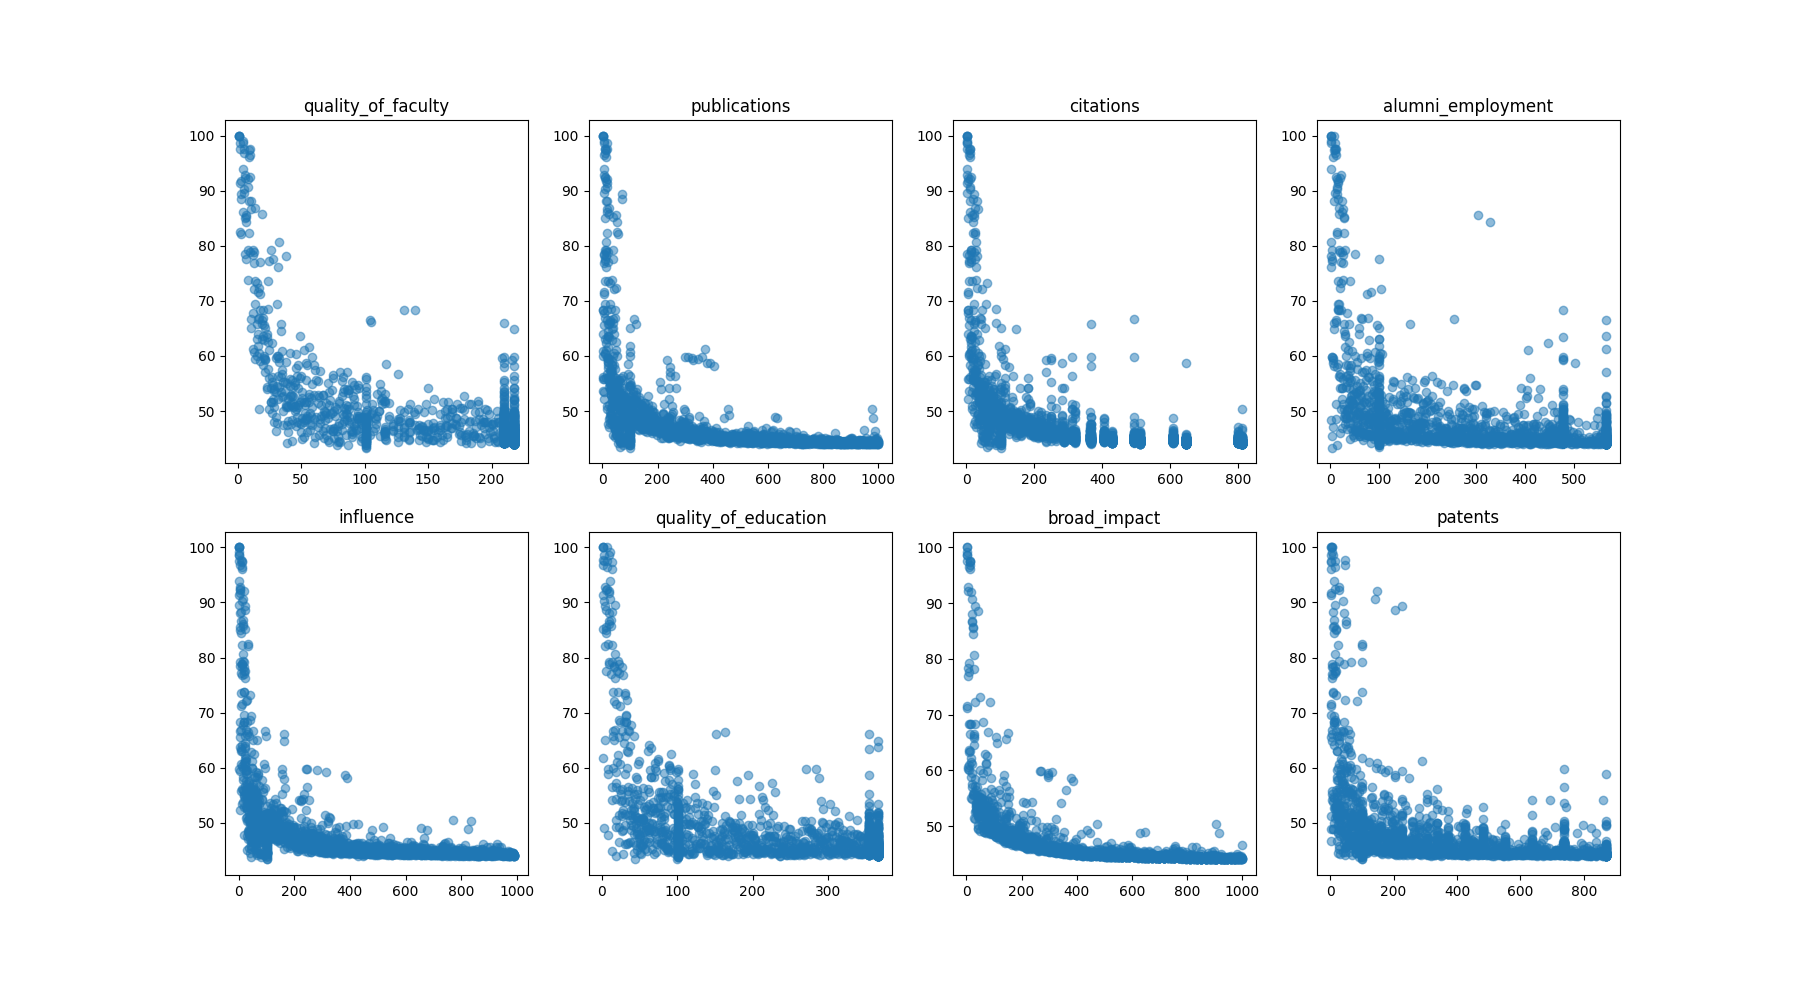 quality_of_faculty publications citations alumni_employment
100 100 100 100
90 90 90 90
80 80 80 80
70 70 70 70
60 60 60 60
50 50 50 50
0 50 100 150 200 0 200 400 600 800 1000 0 200 400 600 800 0 100 200 300 400 500
influence quality_of_education broad_impact patents
100 100 100 100
90 90 90 90
80 80 80 80
70 70 70 70
60 60 60 60
50 50 50 50
0 200 400 600 800 1000 0 100 200 300 0 200 400 600 800 1000 0 200 400 600 800